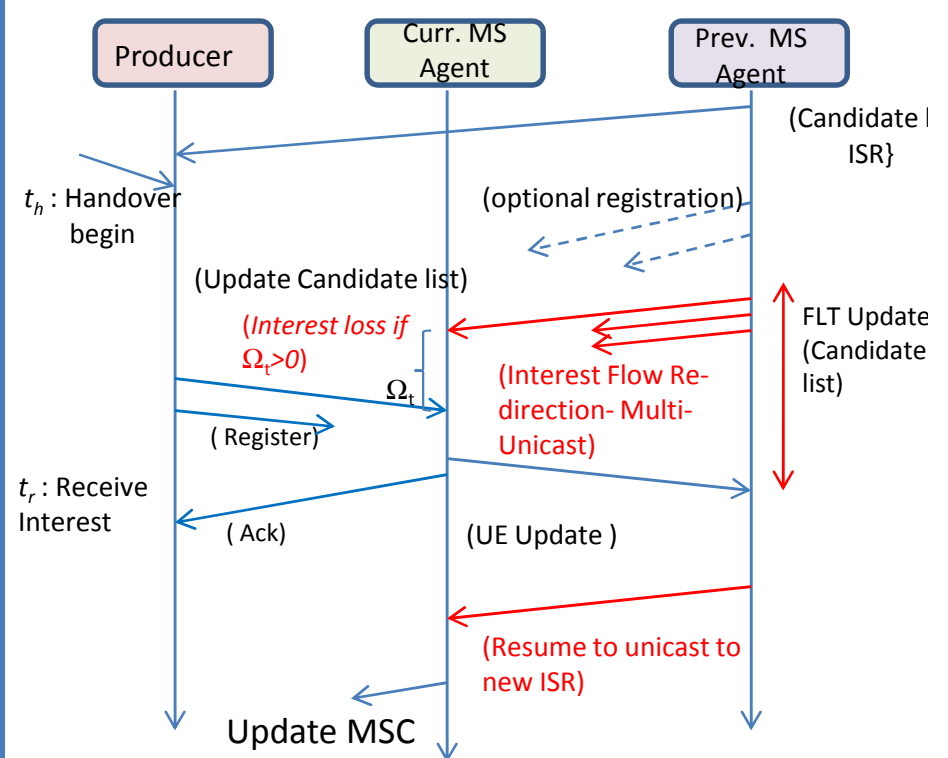 Producer
Curr. MS
Agent
Prev. MS
Agent
(Candidate
ISR}
t_h : Handover
begin
(optional registration)
(Update Candidate list)
(Interest loss if
Ω_t>0)
Ω_t
FLT Update
(Candidate
list)
(Interest Flow Re-
direction- Multi-
Unicast)
( Register)
t_r : Receive
Interest
( Ack)
(UE Update )
(Resume to unicast to
new ISR)
Update MSC